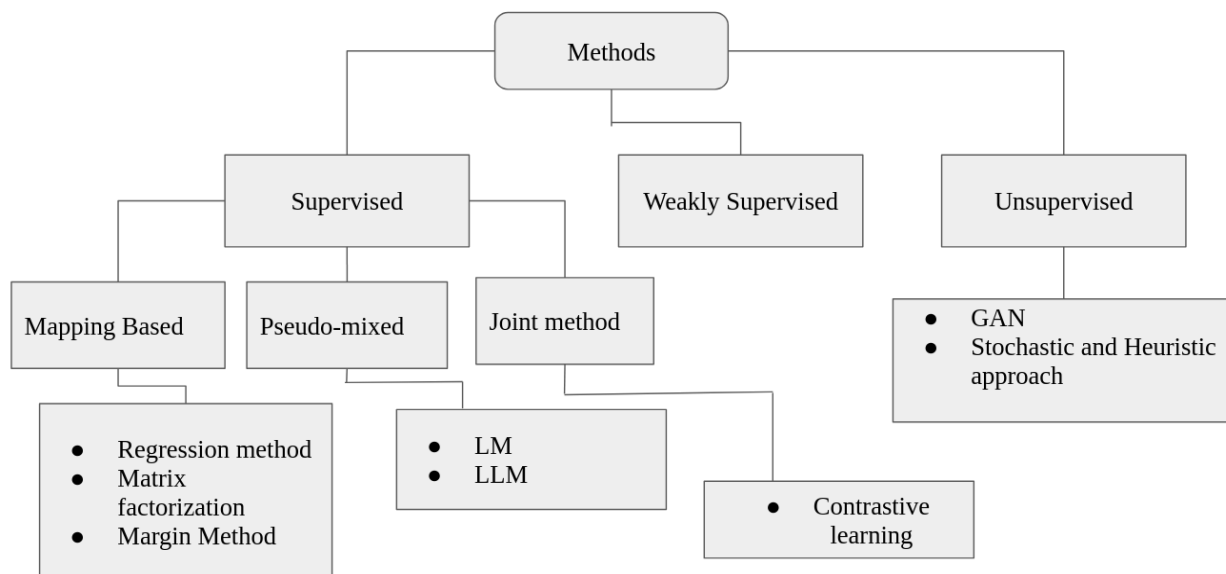 Methods
Supervised
Weakly Supervised
Unsupervised
Mapping Based
Pseudo-mixed
Joint method
● GAN
● Stochastic and Heuristic
approach
● Regression method
● Matrix
factorization
● Margin Method
● LM
● LLM
● Contrastive
learning